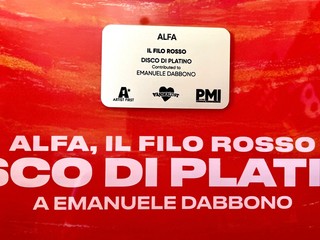 ALFA
IL FILO ROSSO
DISCO DI PLATINO
Contributed to
EMANUELE DABBONO
A+
ARTIST FIRST
PMI
ALFA, IL FILO ROSSO
SCO DI PLATI
A EMANUELE DABBONO